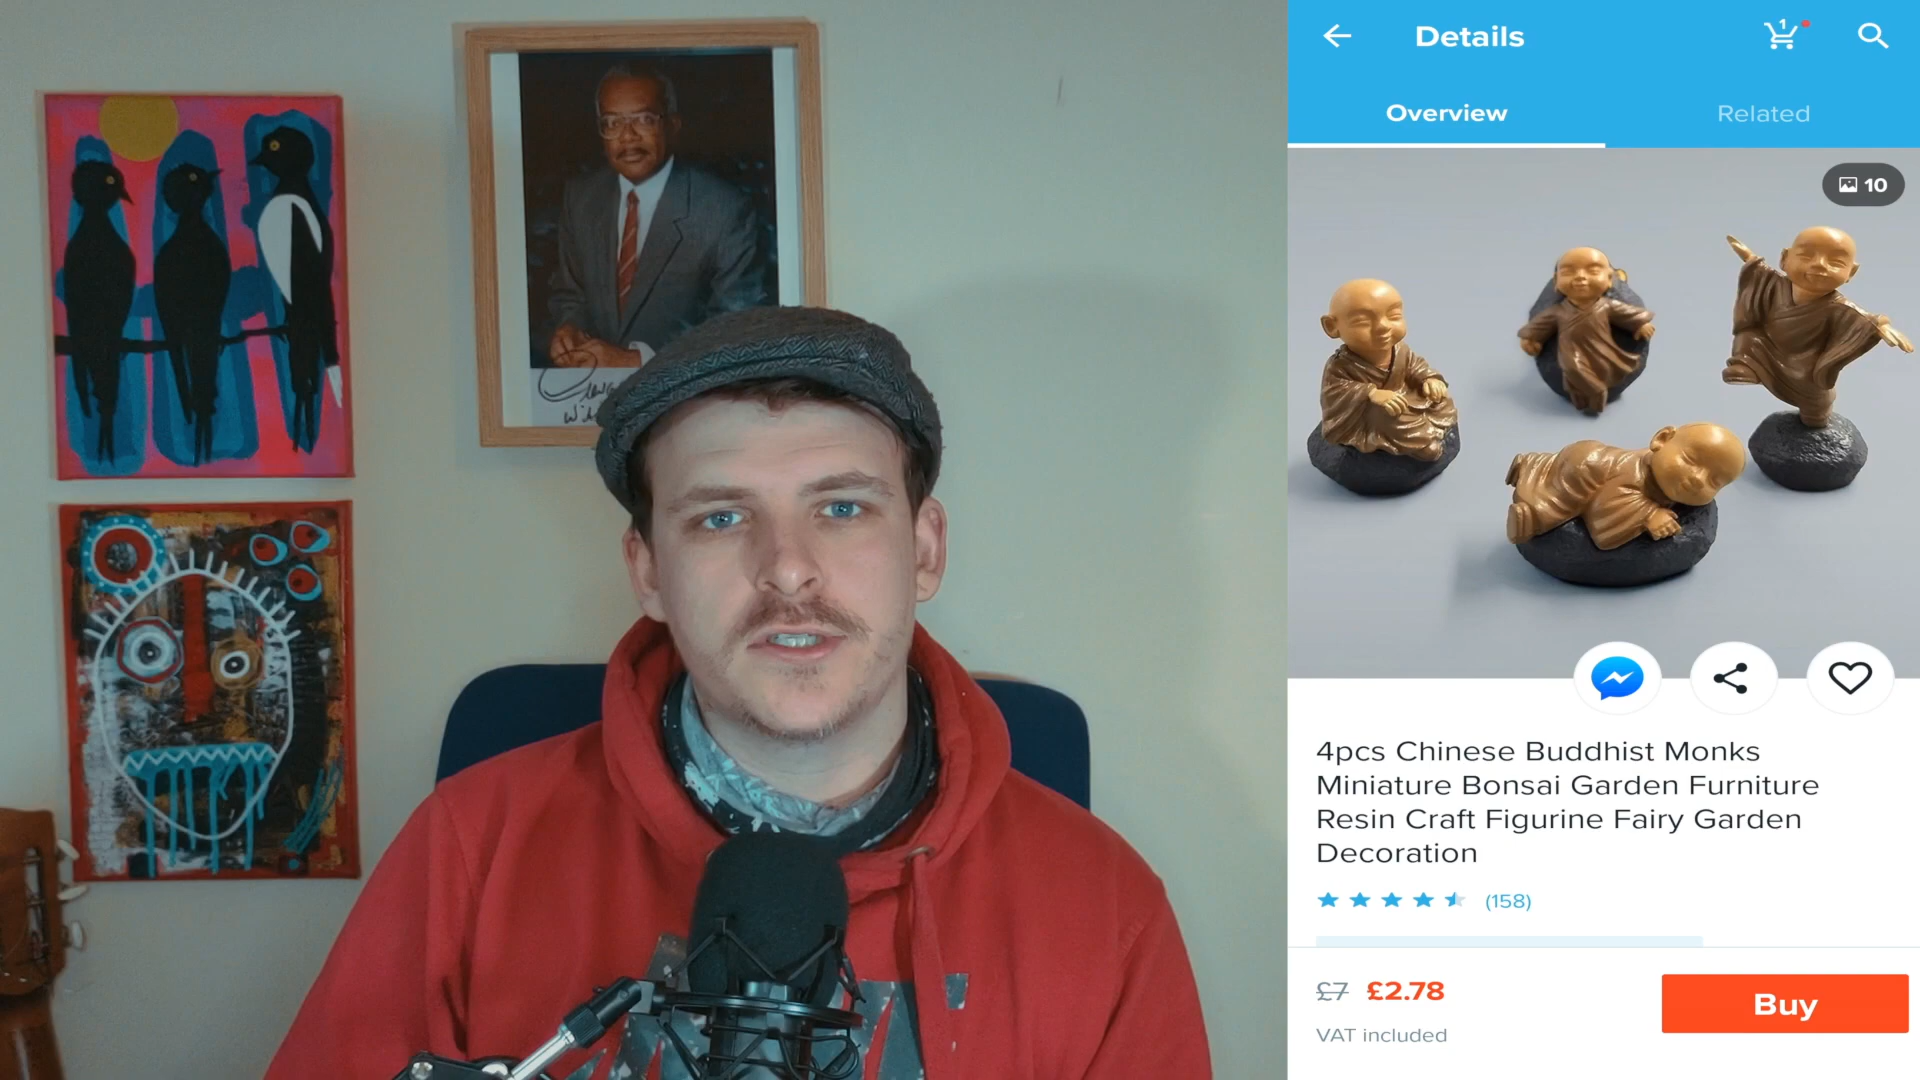 Details
1
Overview
Related
10
4pcs Chinese Buddhist Monks
Miniature Bonsai Garden Furniture
Resin Craft Figurine Fairy Garden
Decoration
(158)
£7 £2.78
VAT included
Buy